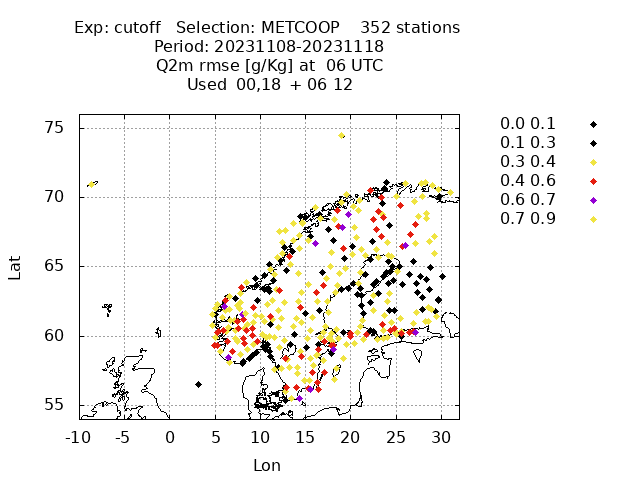 Exp: cutoff   Selection: METCOOP    352 stations
Period: 20231108-20231118
Q2m rmse [g/Kg] at  06 UTC
Used  00,18  + 06 12
0.0 0.1
0.1 0.3
0.3 0.4
0.4 0.6
0.6 0.7
0.7 0.9
75
70
65
60
55
Lat
-10 -5 0 5 10 15 20 25 30
Lon